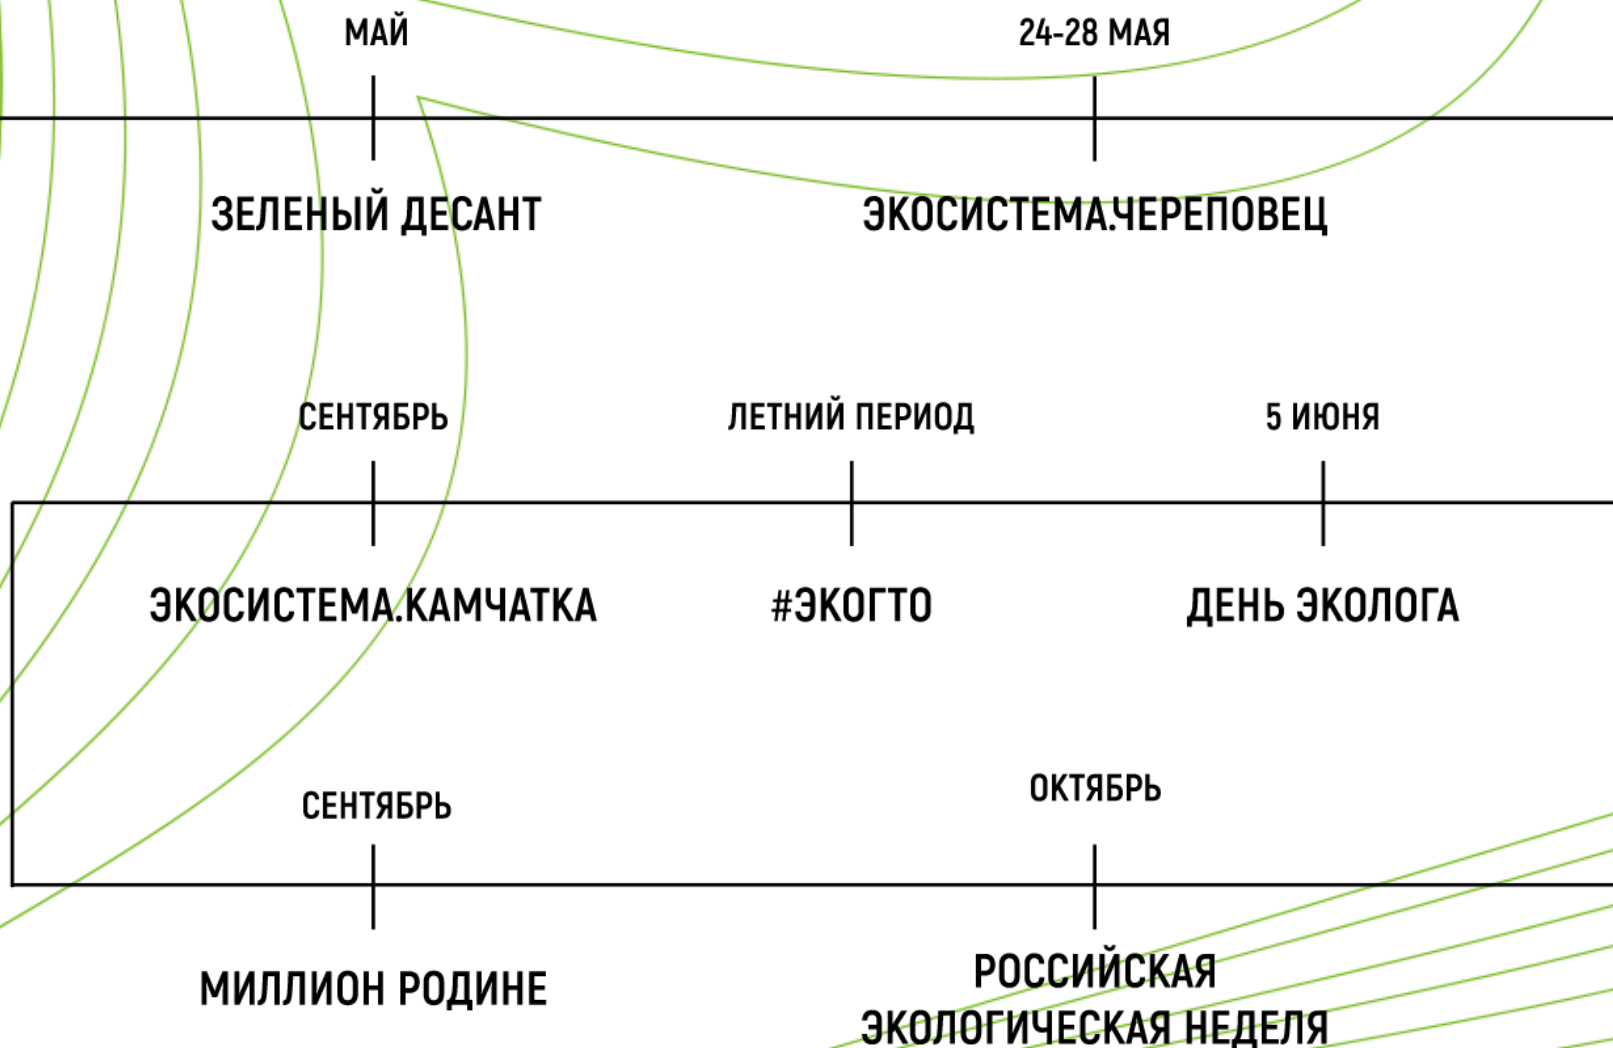 МАЙ
24-28 МАЯ
ЗЕЛЕНЫЙ ДЕСАНТ
ЭКОСИСТЕМА.ЧЕРЕПОВЕЦ
СЕНТЯБРЬ
ЛЕТНИЙ ПЕРИОД
5 ИЮНЯ
ЭКОСИСТЕМА.КАМЧАТКА
#ЭКОГТО
ДЕНЬ ЭКОЛОГА
СЕНТЯБРЬ
ОКТЯБРЬ
МИЛЛИОН РОДИНЕ
РОССИЙСКАЯ
ЭКОЛОГИЧЕСКАЯ НЕДЕЛЯ